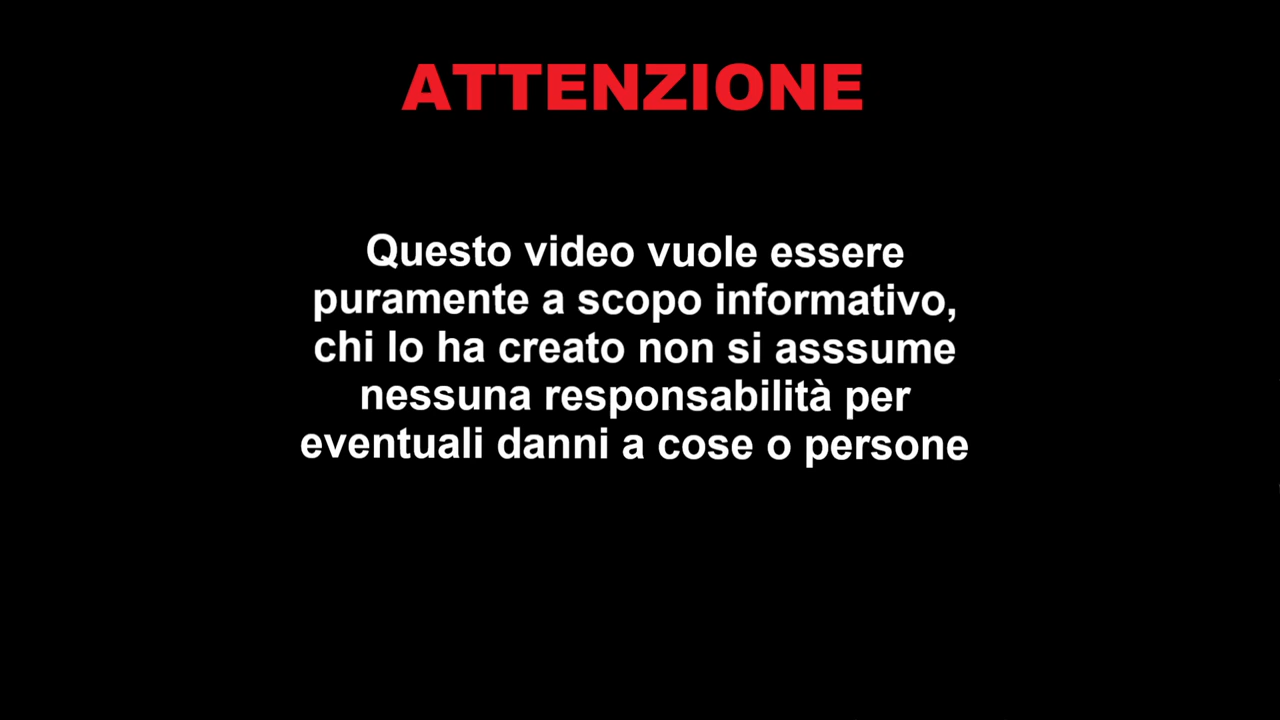 ATTENZIONE
Questo video vuole essere
puramente a scopo informativo,
chi lo ha creato non si asssume
nessuna responsabilità per
eventuali danni a cose o persone